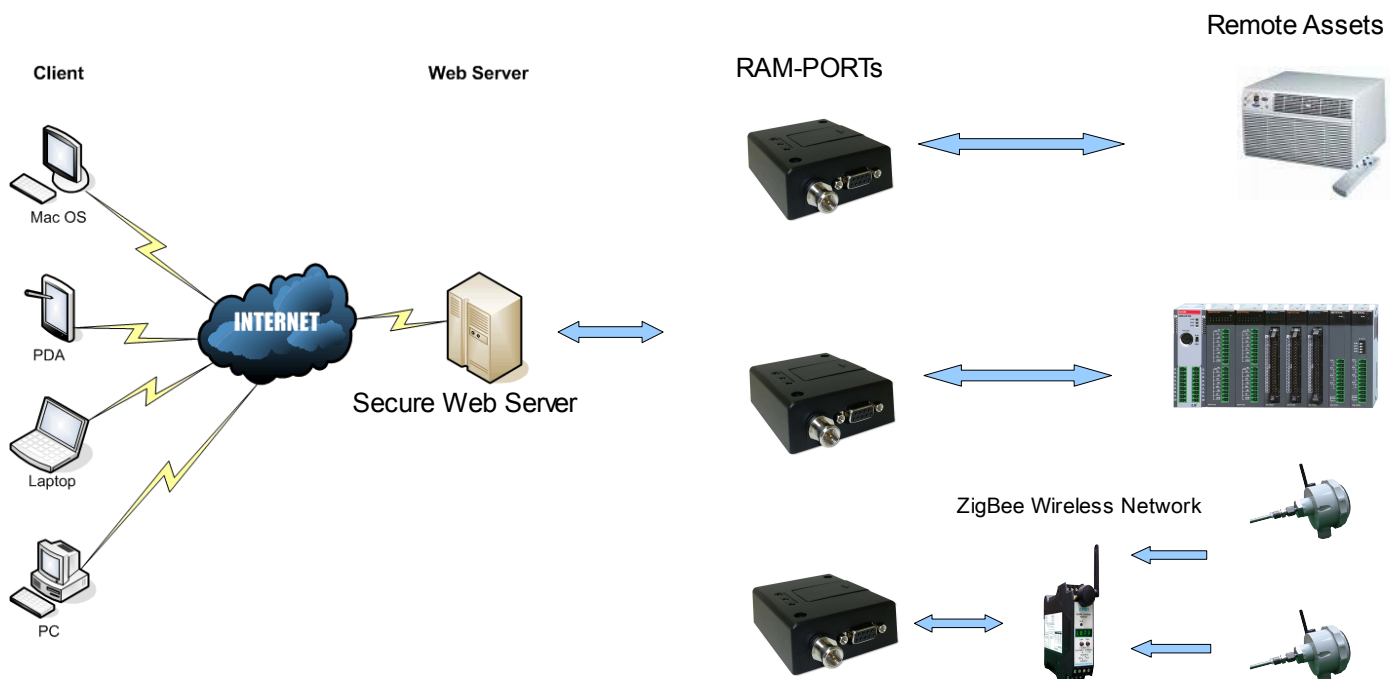 Remote Assets
Client
Web Server
RAM-PORTs
Mac OS
PDA
INTERNET
Secure Web Server
Laptop
ZigBee Wireless Network
PC